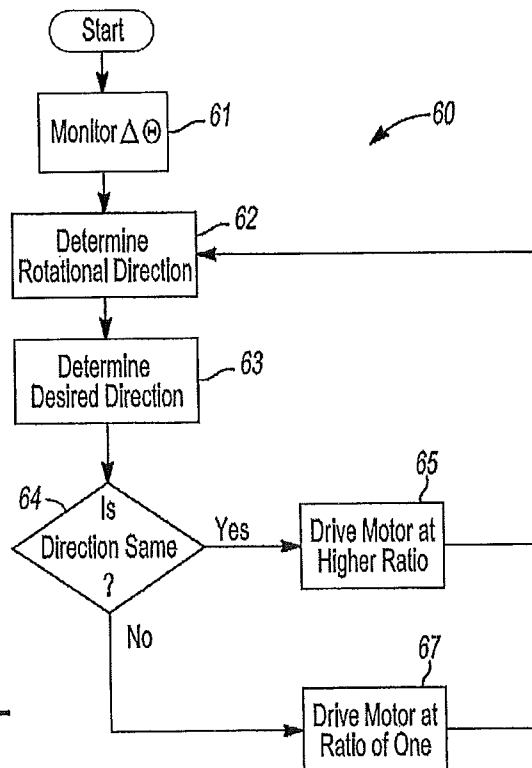 Start
Monitor Δ Θ
61
60
62
Determine
Rotational Direction
Determine
Desired Direction
63
64
Is
Direction Same
?
Yes
65
Drive Motor at
Higher Ratio
No
67
Drive Motor at
Ratio of One